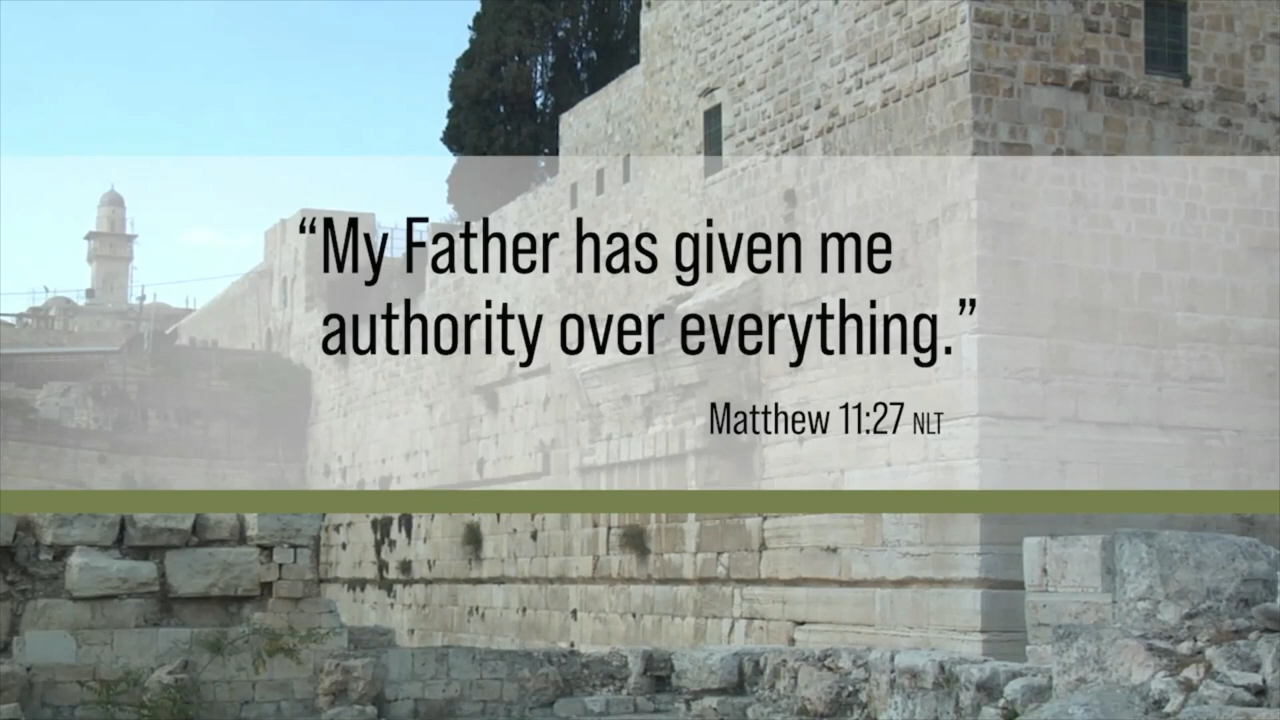 “My Father has given me
authority over everything.”
Matthew 11:27 NLT